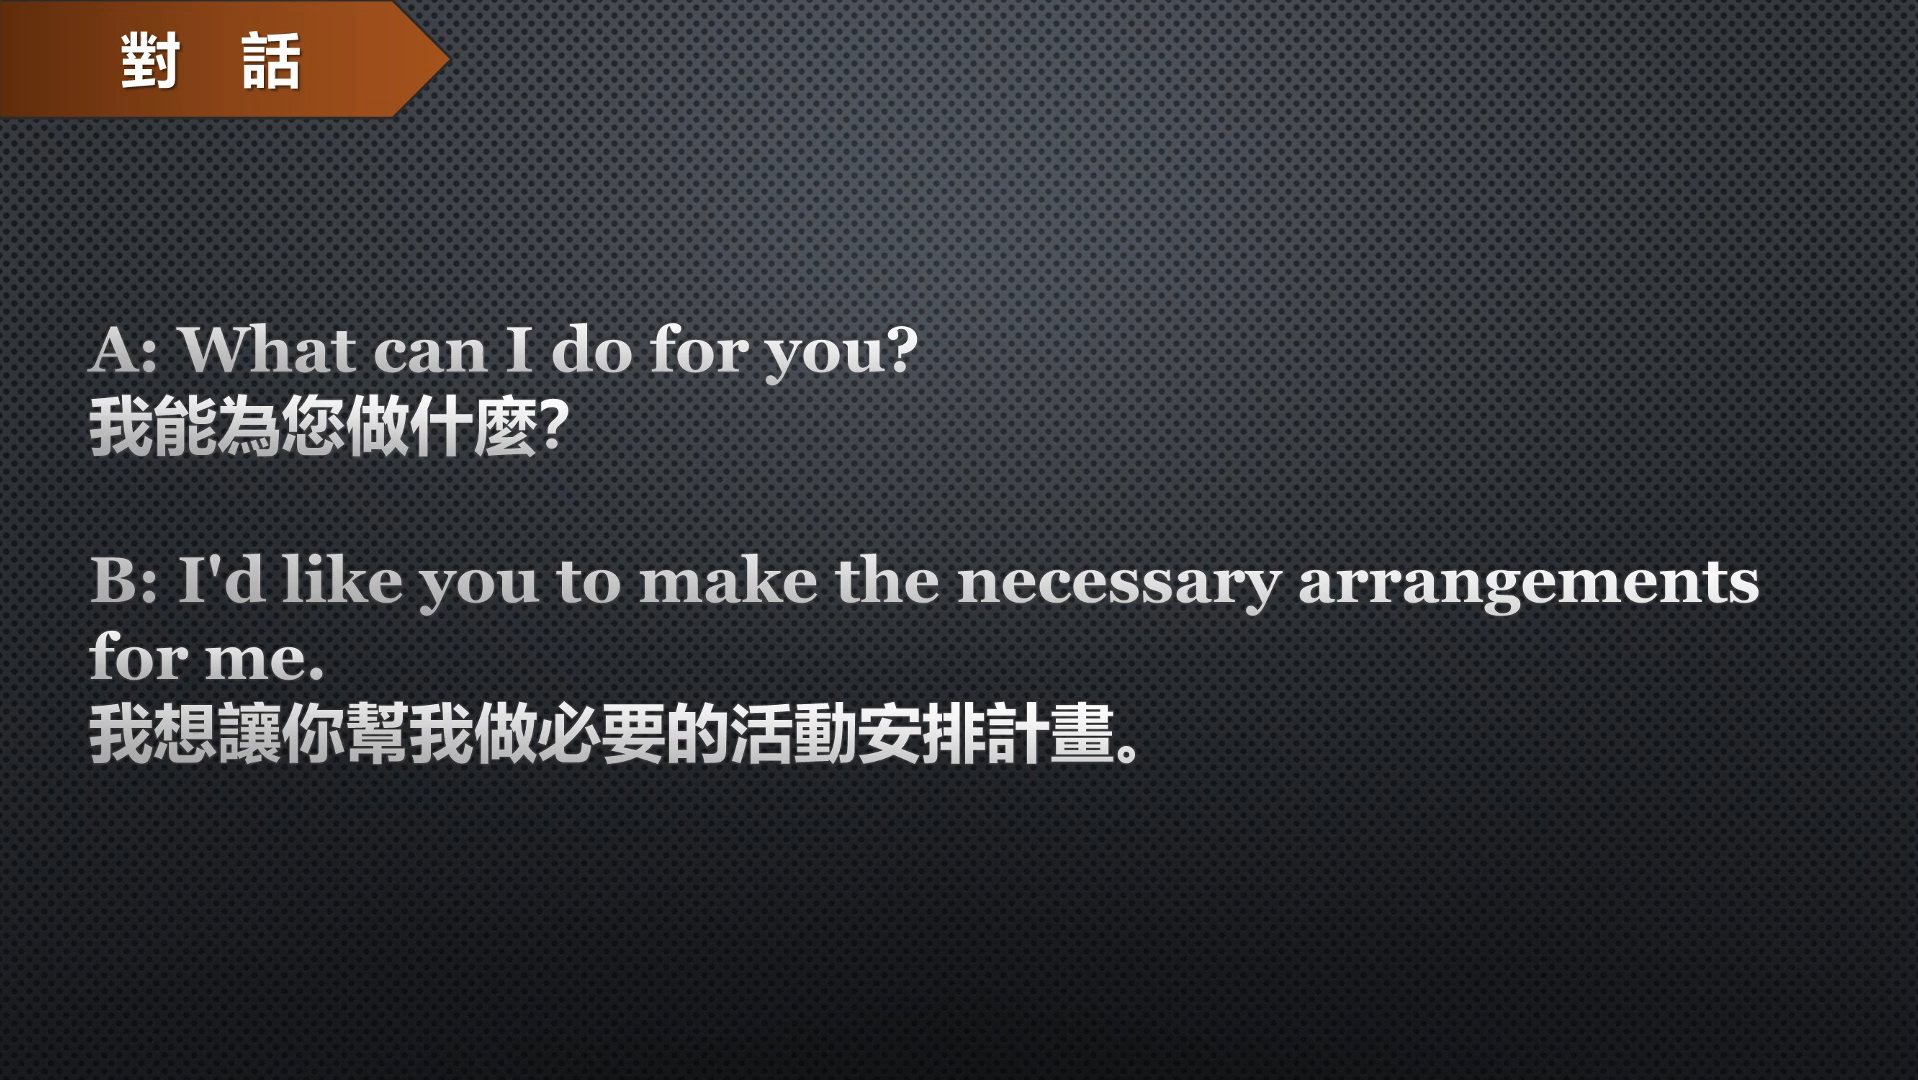 對　話
A: What can I do for you?
我能為您做什麼?
B: I'd like you to make the necessary arrangements
for me.
我想讓你幫我做必要的活動安排計畫。